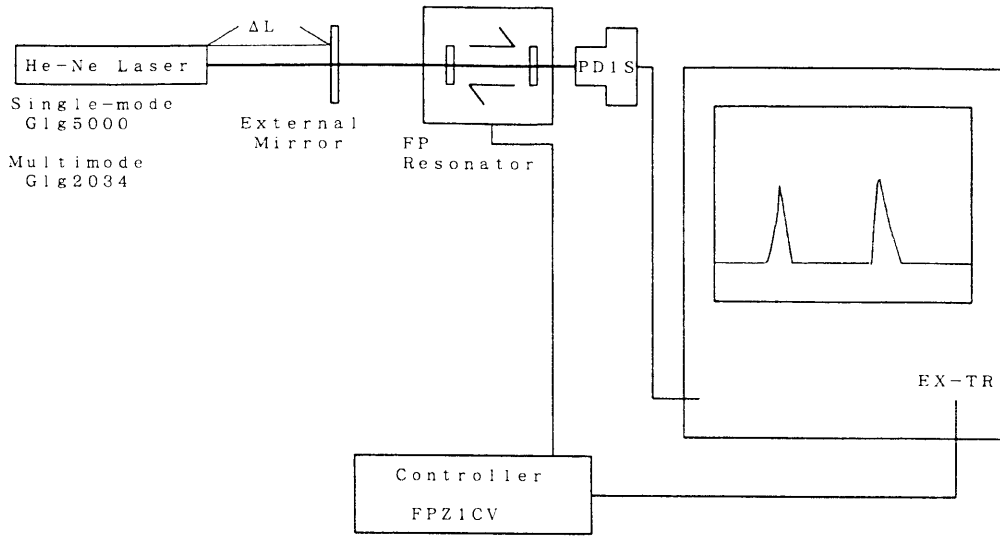 ΔL
He-Ne Laser
Single-mode
Glg5000
Multimode
Glg2034
External
Mirror
FP
Resonator
PD1S
EX-TR
Controller
FPZ1CV